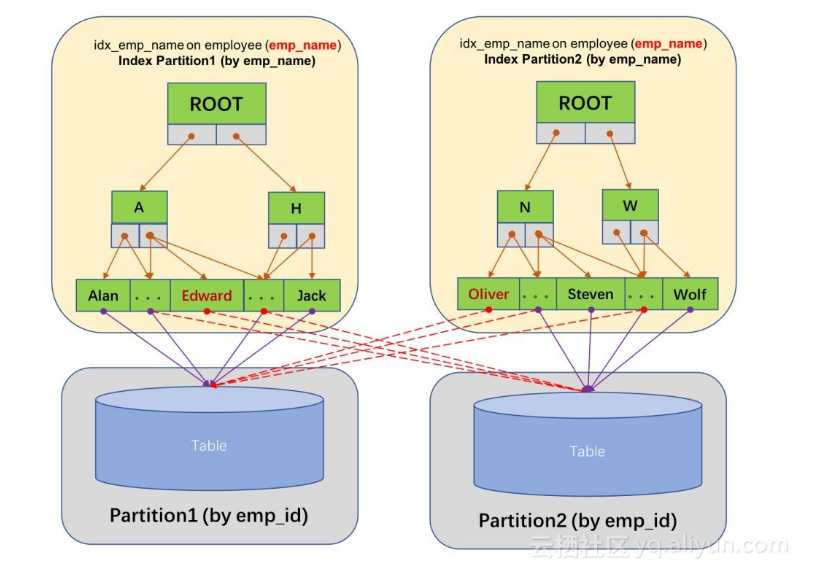 idx_emp_name on employee (emp_name)
Index Partition1 (by emp_name)
ROOT
A
H
Alan
...
Edward
...
Jack
idx_emp_name on employee (emp_name)
Index Partition2 (by emp_name)
ROOT
N
W
Oliver
...
Steven
...
Wolf
Table
Partition1 (by emp_id)
Table
Partition2 (by emp_id)
云栖社区 yq.aliyun.com